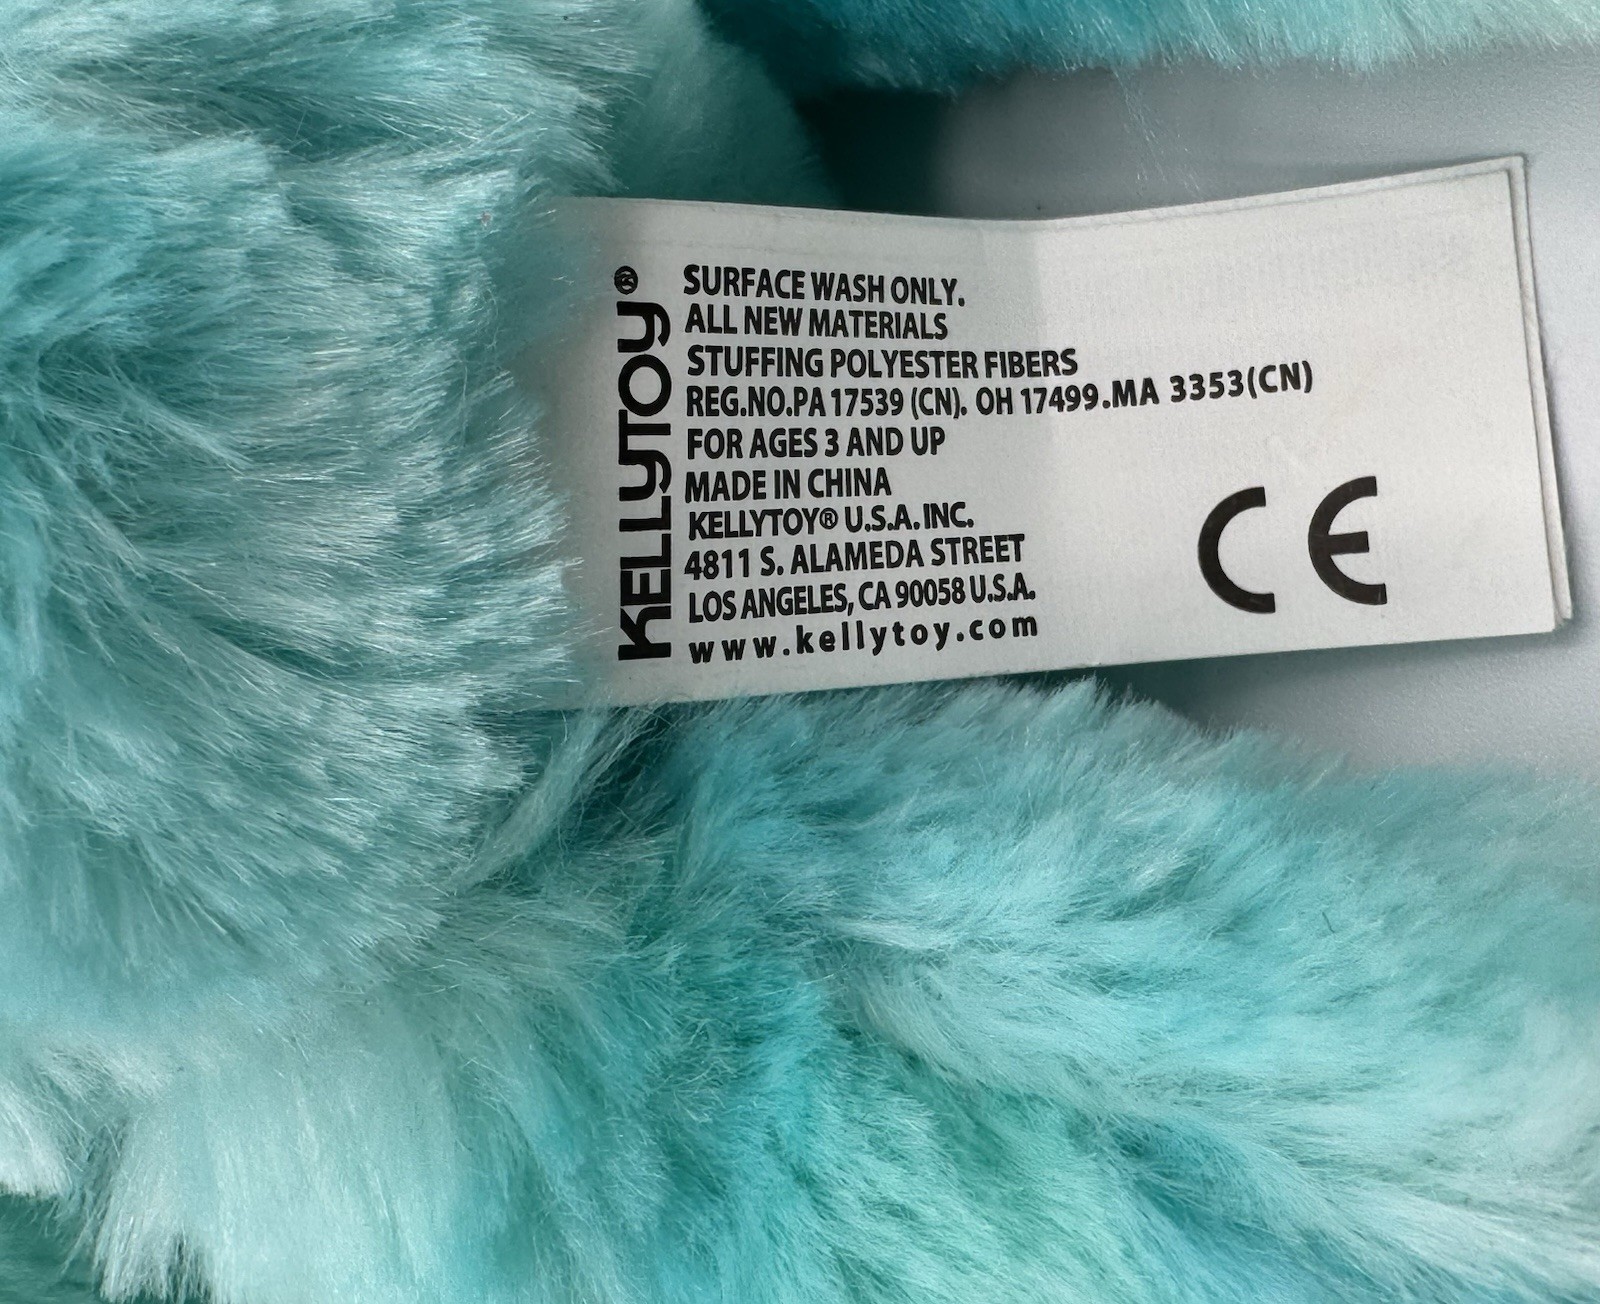 KELLYTOY®
SURFACE WASH ONLY.
ALL NEW MATERIALS
STUFFING POLYESTER FIBERS
REG.NO.PA 17539 (CN). OH 17499.MA 3353(CN)
FOR AGES 3 AND UP
MADE IN CHINA
KELLYTOY® U.S.A. INC.
4811 S. ALAMEDA STREET
LOS ANGELES, CA 90058 U.S.A.
www.kellytoy.com
CE